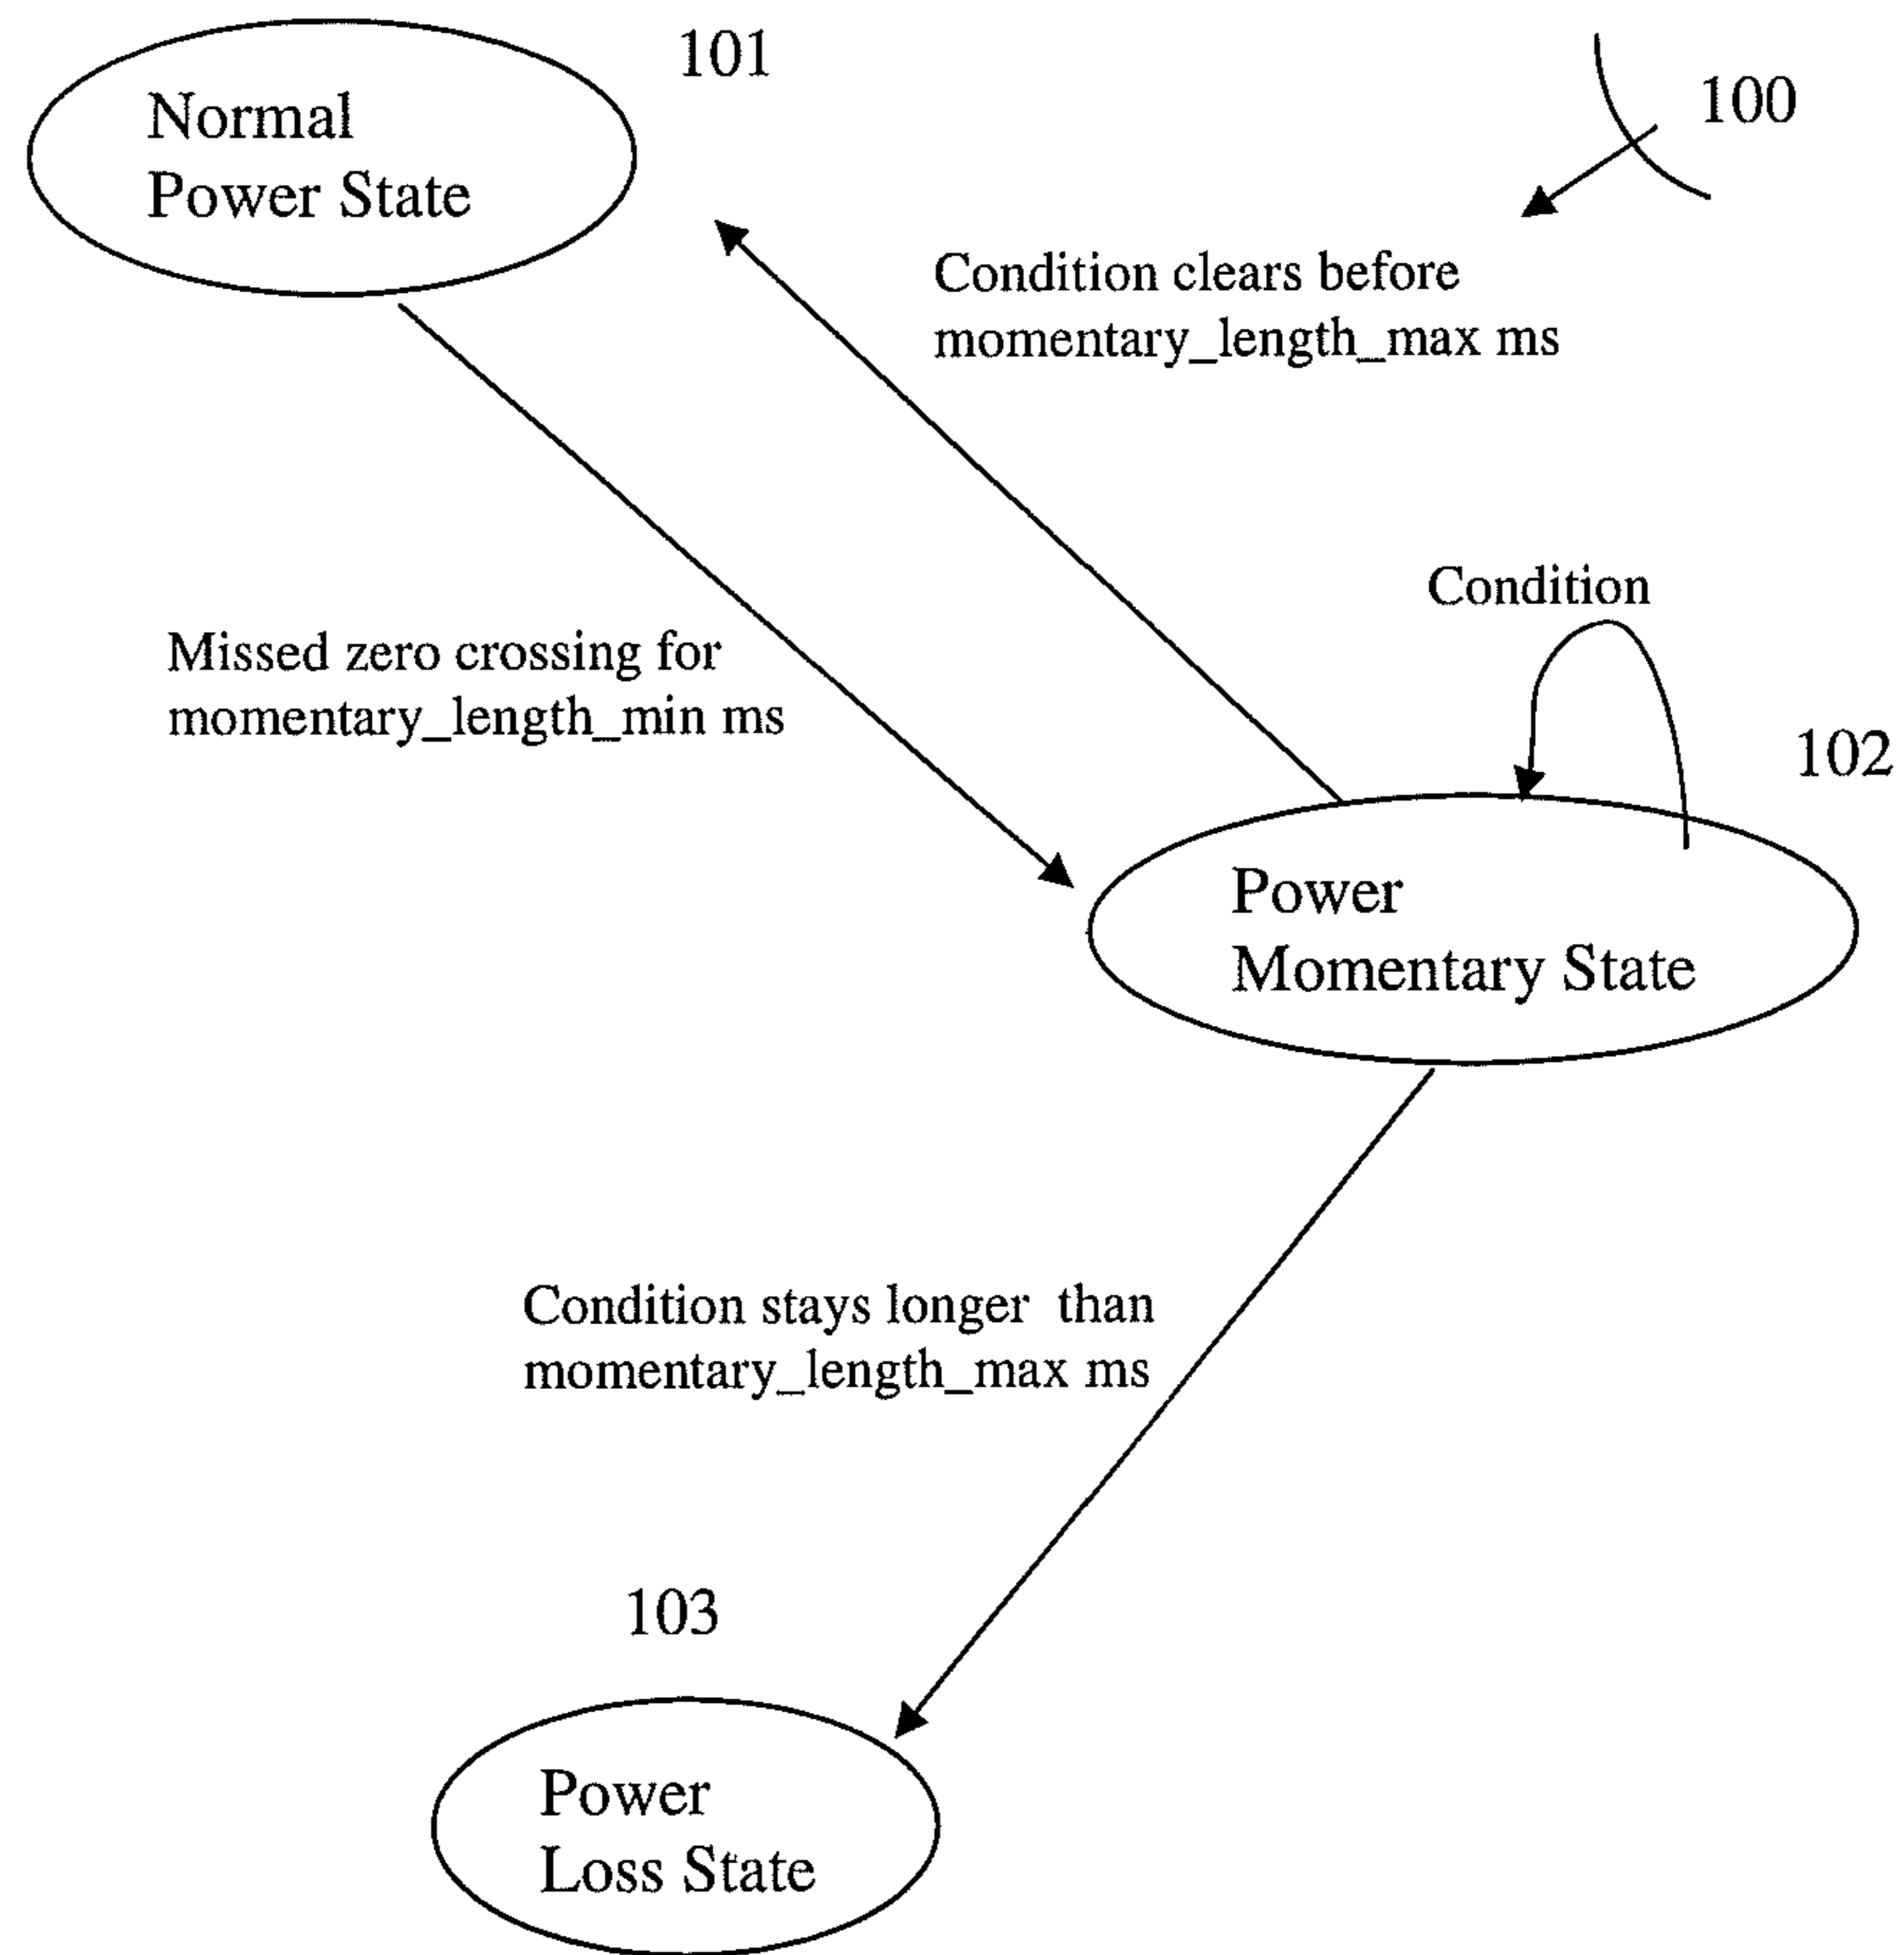 101
100
Normal
Power State
Condition clears before
momentary_length_max ms
Condition
Missed zero crossing for
momentary_length_min ms
102
Power
Momentary State
Condition stays longer than
momentary_length_max ms
103
Power
Loss State